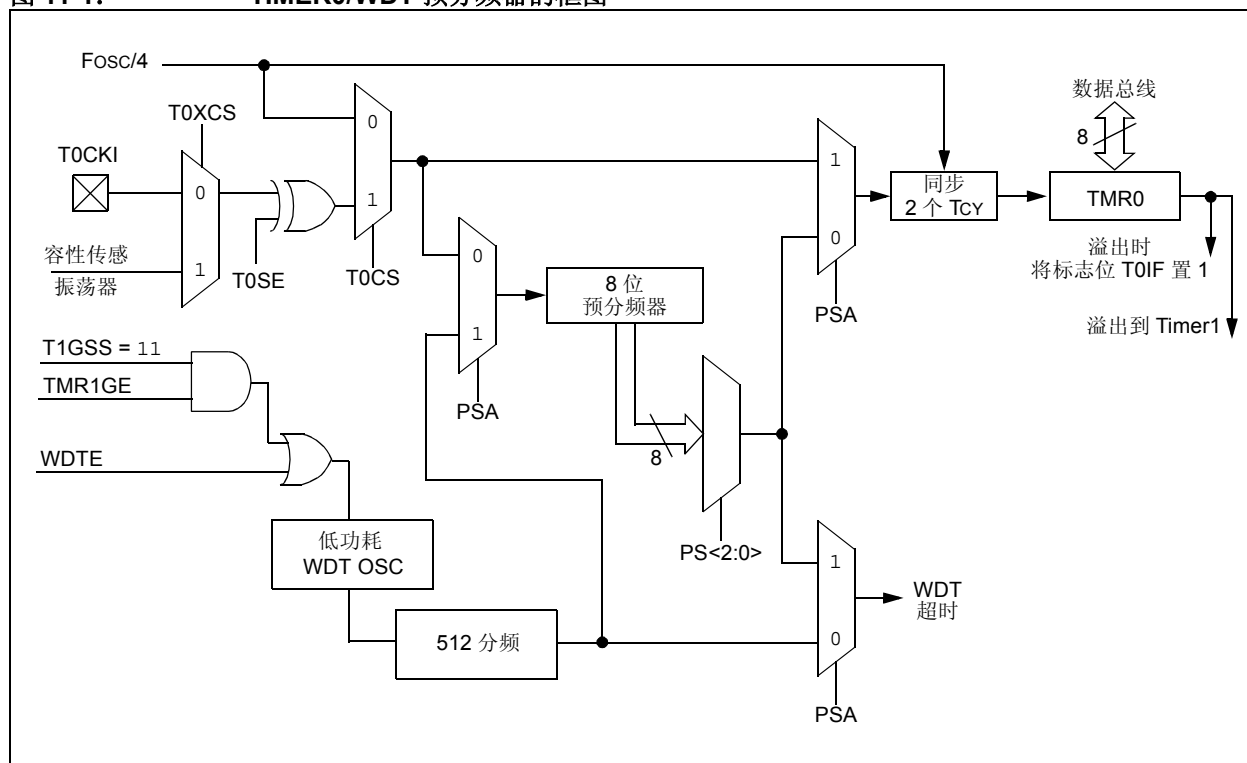 图 11-1: TIMER0/WDT 预分频器的框图
FOSC/4
T0XCS
T0CKI
0
1
容性传感
振荡器
T0SE
0
1
T0CS
0
1
PSA
8 位
预分频器
8
PS<2:0>
1
0
PSA
同步
2 个 TCY
数据总线
8
TMR0
溢出时
将标志位 T0IF 置 1
溢出到 Timer1
T1GSS = 11
TMR1GE
WDTE
低功耗
WDT OSC
512 分频
1
0
PSA
WDT
超时